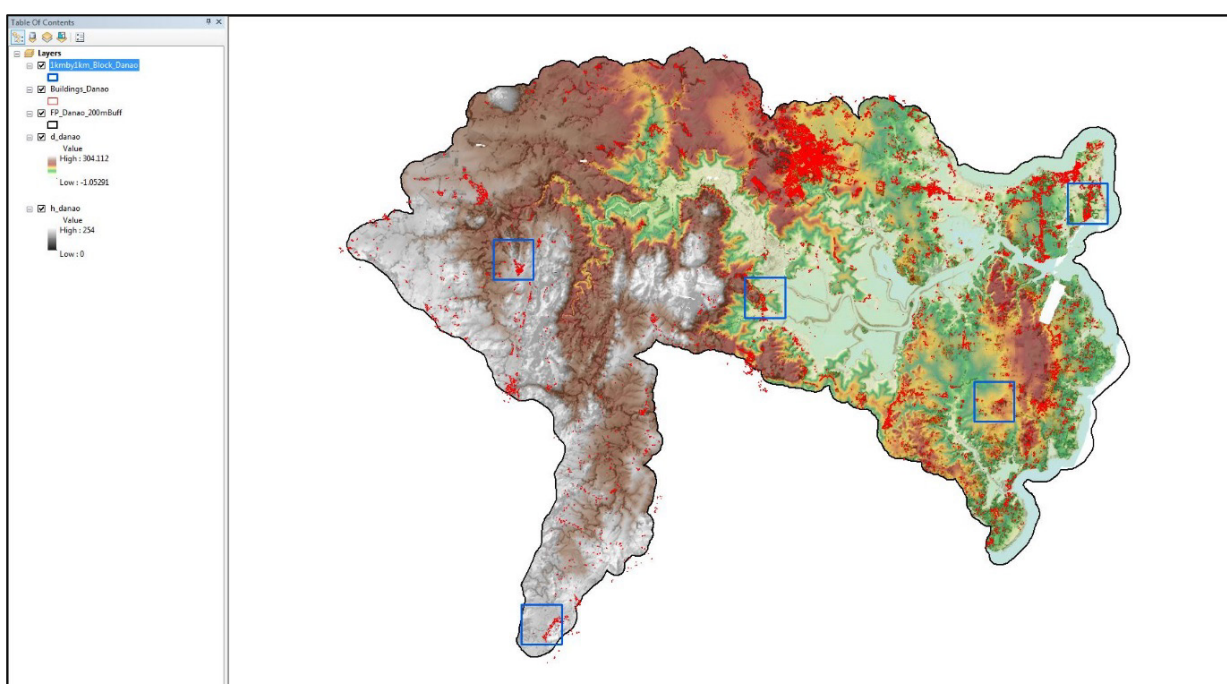 Table Of Contents
Layers
1kmby1km_Block_Danao
Buildings_Danao
FP_Danao_200mBuff
d_danao
Value
High : 304.112
Low : -1.05291
h_danao
Value
High : 254
Low : 0